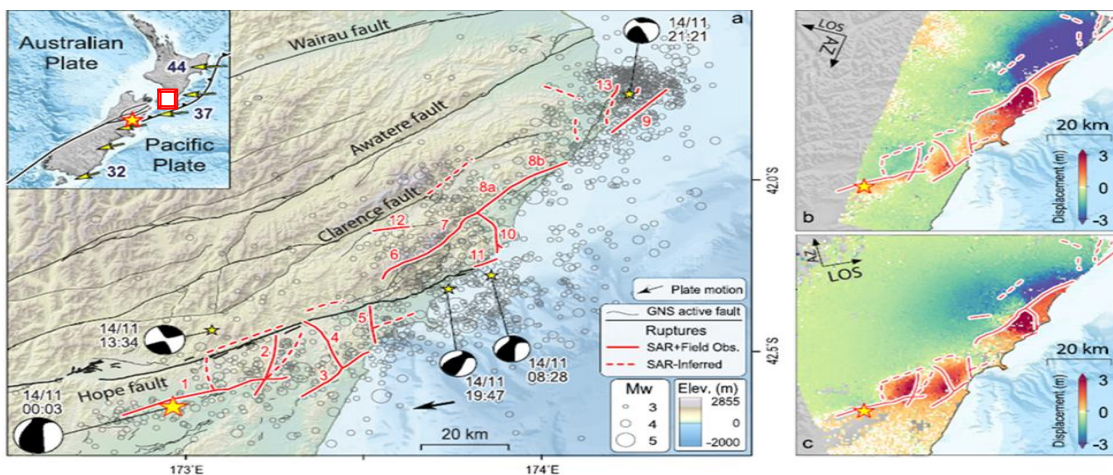 Australian
Plate
44
37
Pacific
Plate
32
a
Wairau fault
14/11
21:21
13
9
Awatere fault
8b
8a
Clarence fault
12
7
6
10
11
5
14/11
13:34
2
4
3
1
Hope fault
14/11
00:03
14/11
19:47
14/11
08:28
20 km
Plate motion
GNS active fault
Ruptures
SAR+Field Obs.
SAR-Inferred
Mw
3
4
5
Elev. (m)
2855
0
-2000
173°E
174°E
42.0°S
42.5°S
LOS
AZ
20 km
Displacement (m)
3
0
-3
b
AZ
LOS
20 km
Displacement (m)
3
0
-3
c